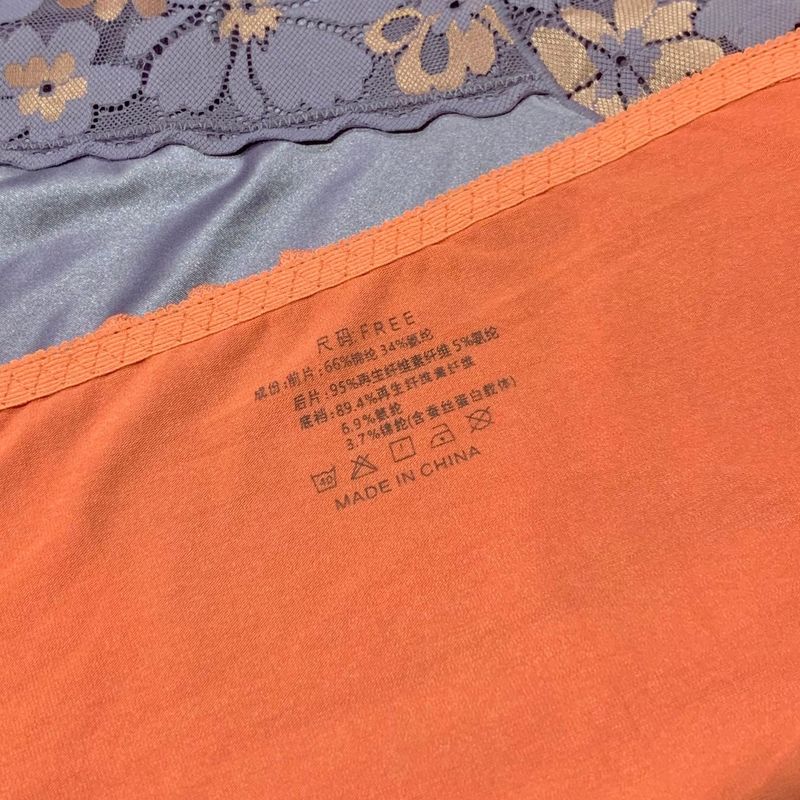 尺码:FREE
成份:前片:66%锦纶 34%氨纶
后片:95%再生纤维素纤维 5%氨纶
底裆:89.4%再生纤维素纤维
6.9%氨纶
3.7%锦纶(含蚕丝蛋白载体)
40
MADE IN CHINA